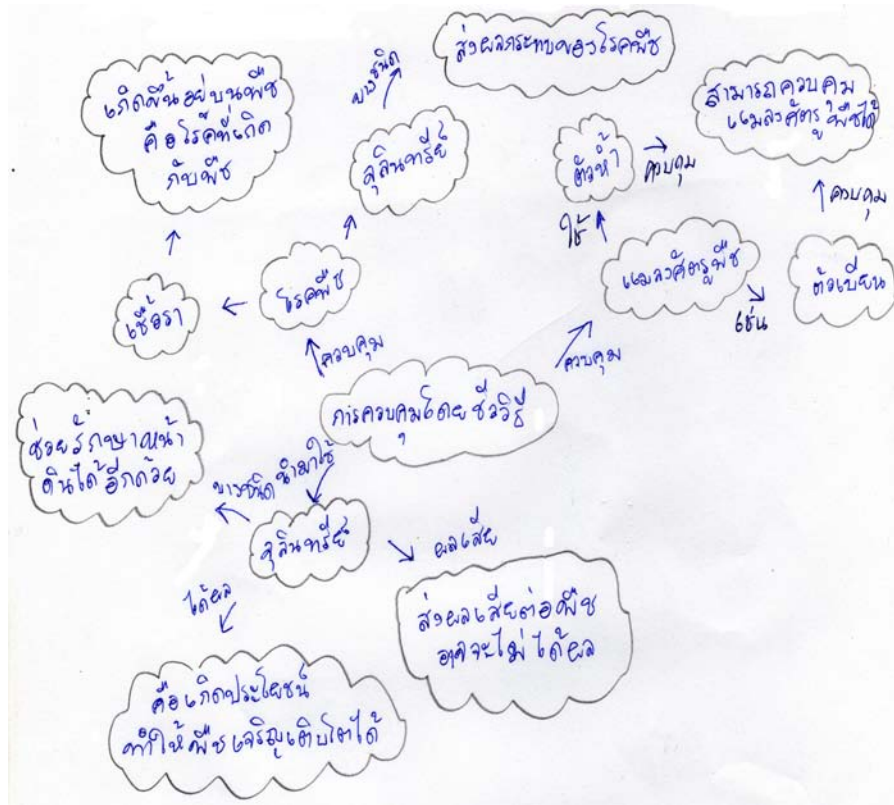 ส่งผลกระทบของโรคพืช
บางชนิด
เกิดขึ้นอยู่บนพืช
คือโรคที่เกิด
กับพืช
จุลินทรีย์
สามารถควบคุม
แมลงศัตรูพืชได้
ตัวห้ำ
ควบคุม
ควบคุม
ใช้
แมลงศัตรูพืช
ตัวเบียน
เช่น
โรคพืช
เชื้อรา
ควบคุม
ควบคุม
การควบคุมโดยชีววิธี
ช่วยรักษาหน้า
ดินได้อีกด้วย
บางชนิด
นำมาใช้
จุลินทรีย์
ผลเสีย
ส่งผลเสียต่อพืช
อาจจะไม่ได้ผล
ได้ผล
คือเกิดประโยชน์
ทำให้พืชเจริญเติบโตได้